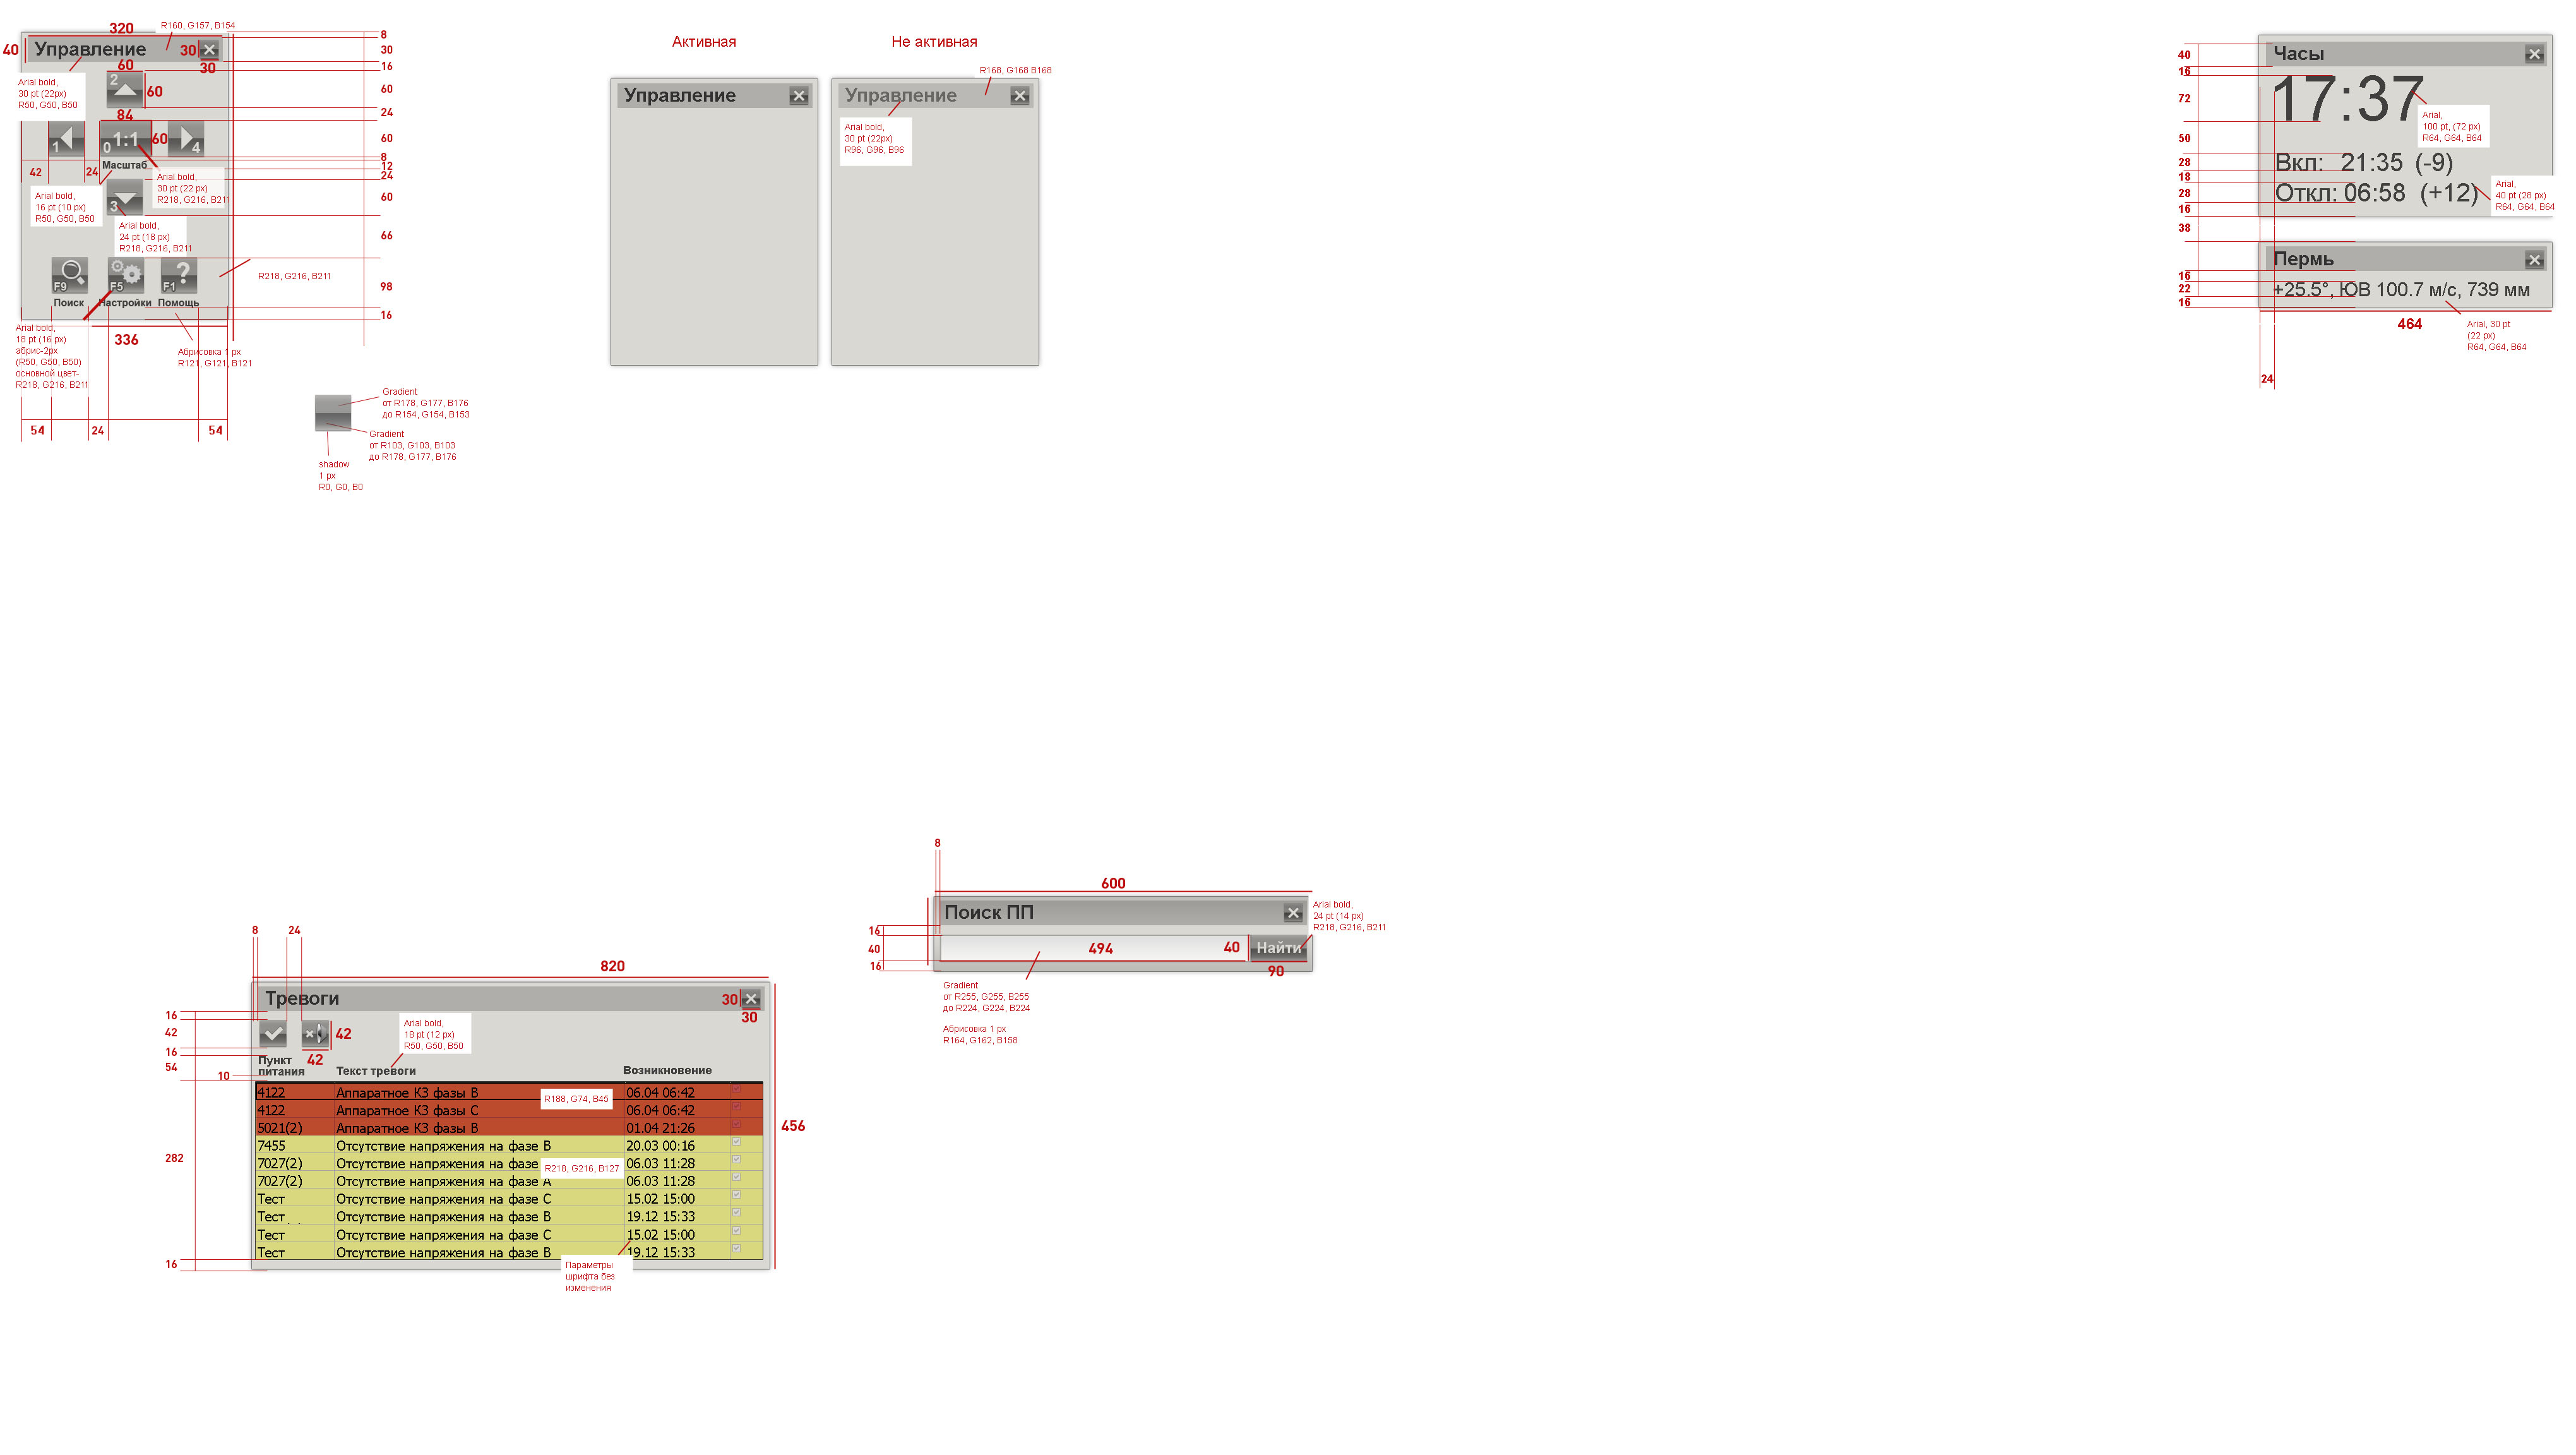 320
R160, G157, B154
40
Управление
30
30
Arial bold,
30 pt (22px)
R50, G50, B50
60
2
60
84
1
0
1:1
60
4
Масштаб
42
24
Arial bold,
30 pt (22 px)
R218, G216, B211
Arial bold,
16 pt (10 px)
R50, G50, B50
3
Arial bold,
24 pt (18 px)
R218, G216, B211
R218, G216, B211
F9
F5
F1
?
Поиск
Настройки
Помощь
Arial bold,
18 pt (16 px)
абрис-2px
(R50, G50, B50)
основной цвет-
R218, G216, B211
336
Абрисовка 1 px
R121, G121, B121
54
24
54
8
30
16
60
24
60
8
12
24
60
66
98
16
Gradient
от R178, G177, B176
до R154, G154, B153
Gradient
от R103, G103, B103
до R178, G177, B176
shadow
1 px
R0, G0, B0
Активная
Управление
Не активная
R168, G168 B168
Управление
Arial bold,
30 pt (22px)
R96, G96, B96
40
16
72
50
28
18
28
16
38
16
22
16
Часы
17:37
Arial,
100 pt, (72 px)
R64, G64, B64
Вкл: 21:35 (-9)
Откл: 06:58 (+12)
Arial,
40 pt (28 px)
R64, G64, B64
Пермь
+25.5°, ЮВ 100.7 м/с, 739 мм
464
Arial, 30 pt
(22 px)
R64, G64, B64
24
8
600
Поиск ПП
Arial bold,
24 pt (14 px)
R218, G216, B211
16
40
16
494
40
Найти
90
Gradient
от R255, G255, B255
до R224, G224, B224
Абрисовка 1 px
R164, G162, B158
8
24
820
Тревоги
30
30
16
42
16
54
10
282
16
42
42
Arial bold,
18 pt (12 px)
R50, G50, B50
Пункт
питания
Текст тревоги
Возникновение
4122 Аппаратное КЗ фазы B 06.04 06:42
R188, G74, B45
4122 Аппаратное КЗ фазы C 06.04 06:42
5021(2) Аппаратное КЗ фазы B 01.04 21:26
7455 Отсутствие напряжения на фазе B 20.03 00:16
7027(2) Отсутствие напряжения на фазе 06.03 11:28
R218, G216, B127
7027(2) Отсутствие напряжения на фазе A 06.03 11:28
Тест Отсутствие напряжения на фазе C 15.02 15:00
Тест Отсутствие напряжения на фазе B 19.12 15:33
Тест Отсутствие напряжения на фазе C 15.02 15:00
Тест Отсутствие напряжения на фазе B 19.12 15:33
456
Параметры
шрифта без
изменения